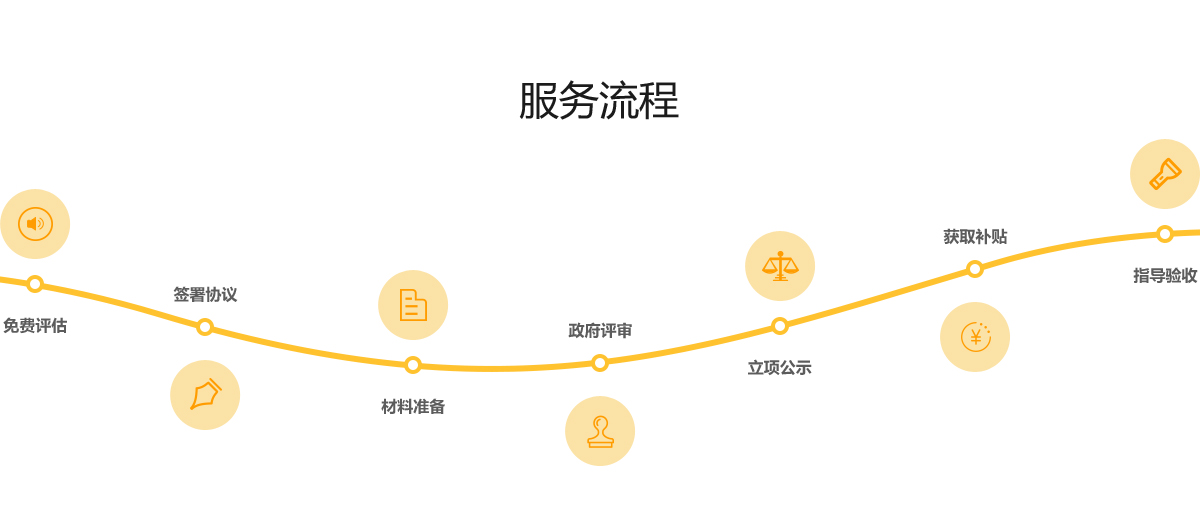 服务流程
免费评估
签署协议
材料准备
政府评审
立项公示
获取补贴
指导验收